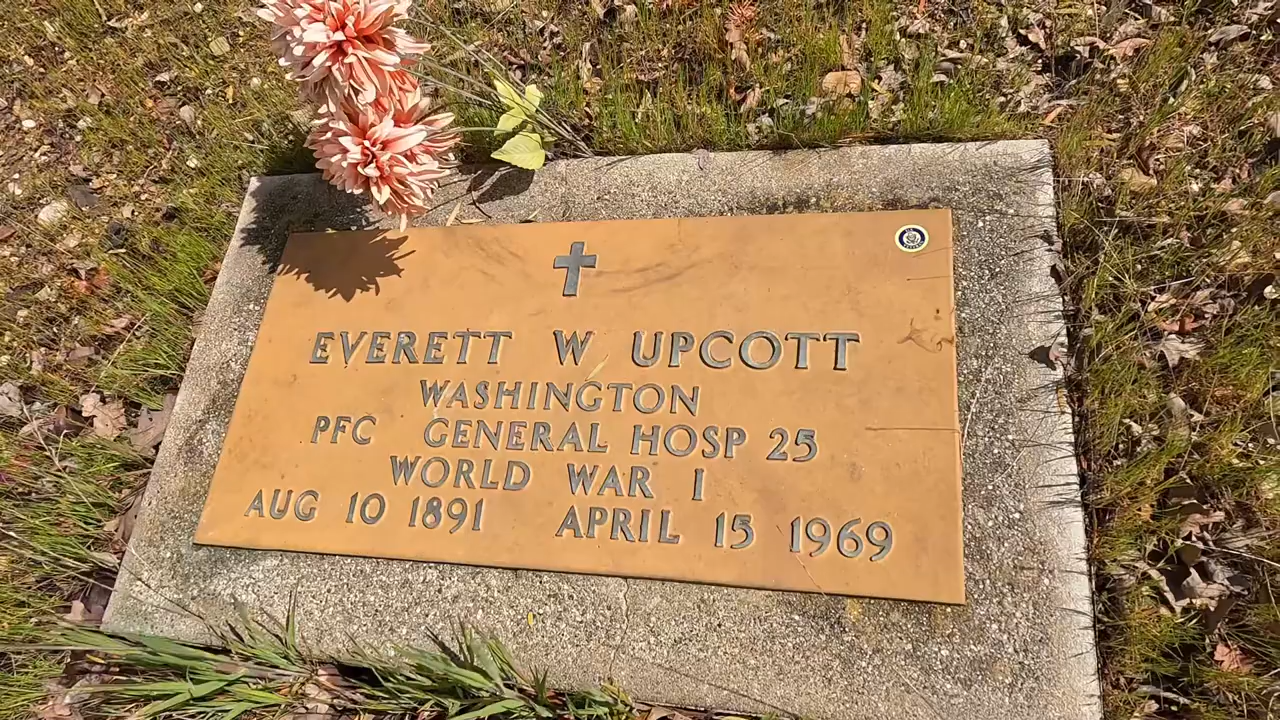 EVERETT W UPCOTT
WASHINGTON
PFC GENERAL HOSP 25
WORLD WAR I
AUG 10 1891 APRIL 15 1969